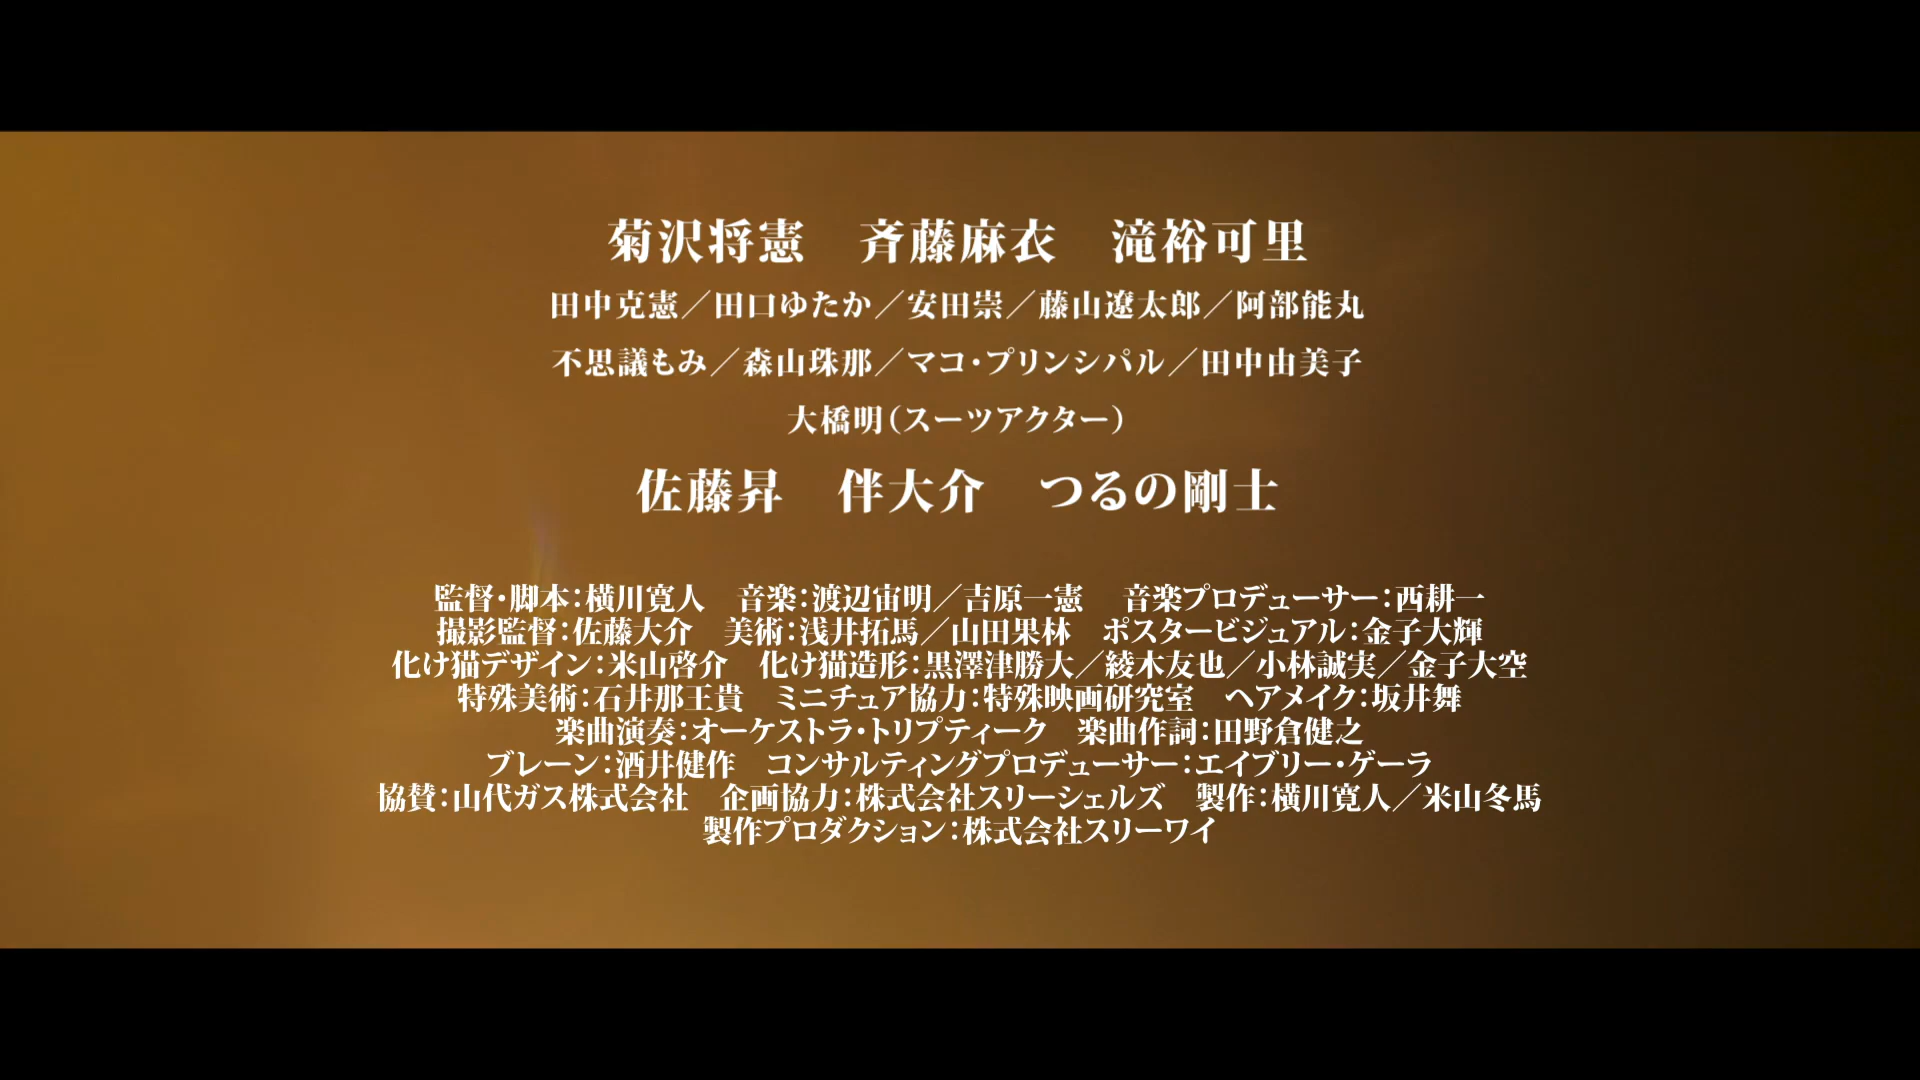 菊沢将憲　斉藤麻衣　滝裕可里
田中克憲／田口ゆたか／安田崇／藤山遼太郎／阿部能丸
不思議もみ／森山珠那／マコ・プリンシパル／田中由美子
大橋明（スーツアクター）
佐藤昇　伴大介　つるの剛士
監督・脚本：横川寛人　音楽：渡辺宙明／吉原一憲　音楽プロデューサー：西耕一
撮影監督：佐藤大介　美術：浅井拓馬／山田果林　ポスタービジュアル：金子大輝
化け猫デザイン：米山啓介　化け猫造形：黒澤津勝大／綾木友也／小林誠実／金子大空
特殊美術：石井那王貴　ミニチュア協力：特殊映画研究室　ヘアメイク：坂井舞
楽曲演奏：オーケストラ・トリプティーク　楽曲作詞：田野倉健之
ブレーン：酒井健作　コンサルティングプロデューサー：エイブリー・ゲーラ
協賛：山代ガス株式会社　企画協力：株式会社スリーシェルズ　製作：横川寛人／米山冬馬
製作プロダクション：株式会社スリーワイ